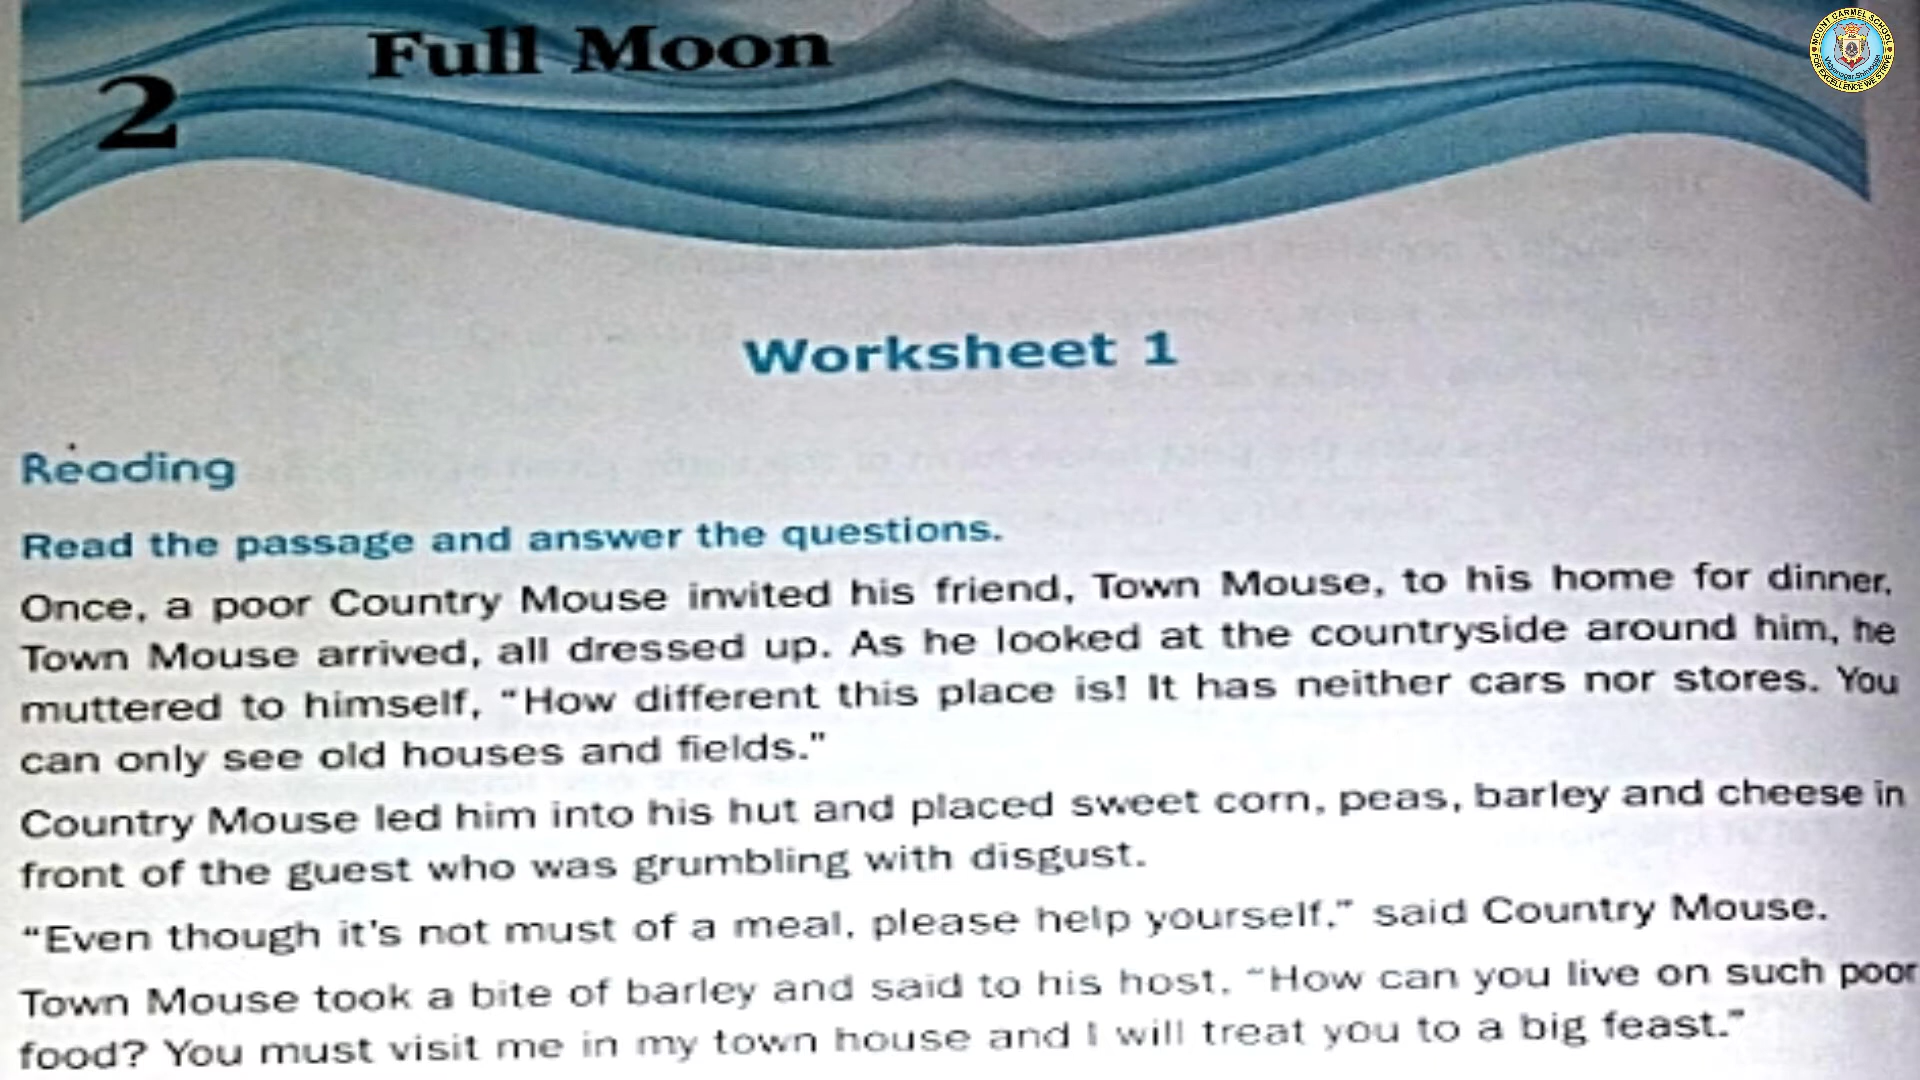 Full Moon
2
MOUNT CARMEL SCHOOL
FOR EXCELLENCE WE STRIVE
Worksheet 1
Reading
Read the passage and answer the questions.
Once, a poor Country Mouse invited his friend, Town Mouse, to his home for dinner,
Town Mouse arrived, all dressed up. As he looked at the countryside around him, he
muttered to himself, “How different this place is! It has neither cars nor stores. You
can only see old houses and fields.”
Country Mouse led him into his hut and placed sweet corn, peas, barley and cheese in
front of the guest who was grumbling with disgust.
“Even though it's not must of a meal, please help yourself,” said Country Mouse.
Town Mouse took a bite of barley and said to his host, “How can you live on such poor
food? You must visit me in my town house and I will treat you to a big feast.”